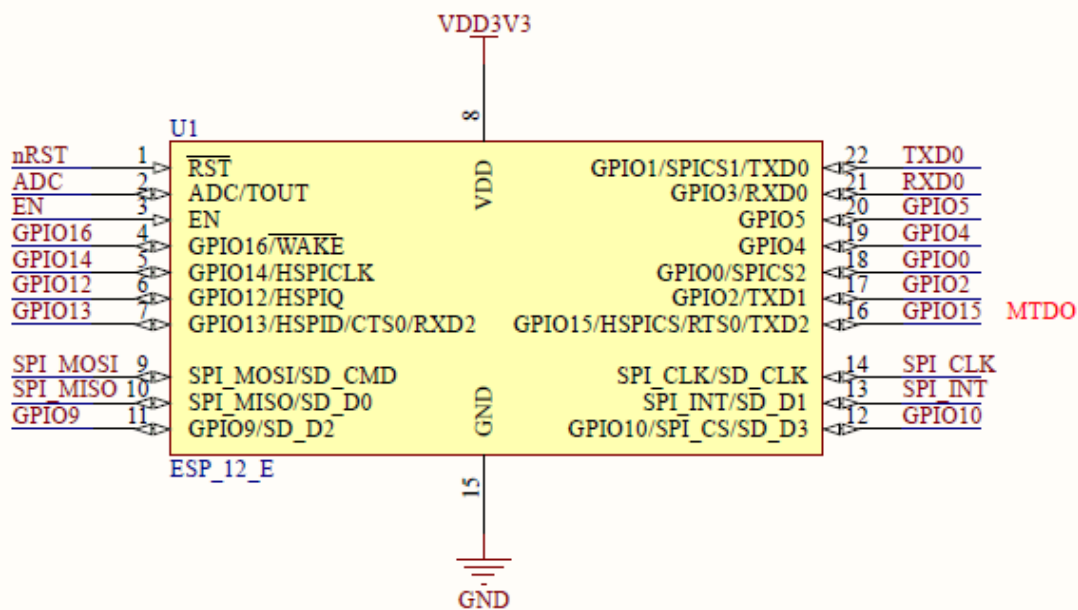 VDD3V3
8
U1
nRST 1 RST GPIO1/SPICS1/TXD0 22 TXD0
ADC 2 ADC/TOUT VDD GPIO3/RXD0 21 RXD0
EN 3 EN GPIO5 20 GPIO5
GPIO16 4 GPIO16/WAKE GPIO4 19 GPIO4
GPIO14 5 GPIO14/HSPICLK GPIO0/SPICS2 18 GPIO0
GPIO12 6 GPIO12/HSPIQ GPIO2/TXD1 17 GPIO2
GPIO13 7 GPIO13/HSPID/CTS0/RXD2 GPIO15/HSPICS/RTS0/TXD2 16 GPIO15 MTDO
SPI_MOSI 9 SPI_MOSI/SD_CMD SPI_CLK/SD_CLK 14 SPI_CLK
SPI_MISO 10 SPI_MISO/SD_D0 GND SPI_INT/SD_D1 13 SPI_INT
GPIO9 11 GPIO9/SD_D2 GPIO10/SPI_CS/SD_D3 12 GPIO10
ESP_12_E
15
GND